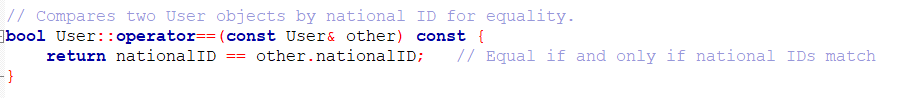 // Compares two User objects by national ID for equality.
bool User::operator==(const User& other) const {
    return nationalID == other.nationalID;   // Equal if and only if national IDs match
}